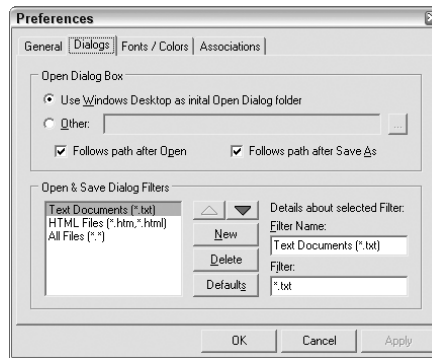 Preferences
General Dialogs Fonts / Colors Associations
Open Dialog Box
Use Windows Desktop as inital Open Dialog folder
Other: ...
Follows path after Open Follows path after Save As
Open & Save Dialog Filters
Text Documents (*.txt)
HTML Files (*.htm,*.html)
All Files (*.*)
New
Delete
Defaults
Details about selected Filter:
Filter Name:
Text Documents (*.txt)
Filter:
*.txt
OK Cancel Apply